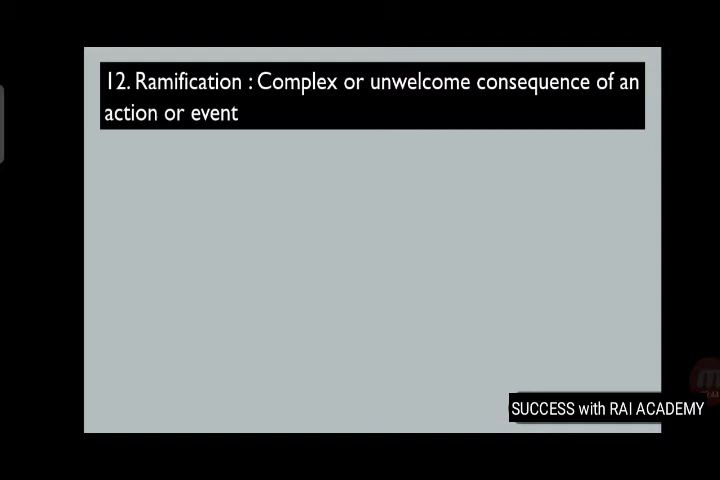 12. Ramification : Complex or unwelcome consequence of an
action or event
SUCCESS with RAI ACADEMY